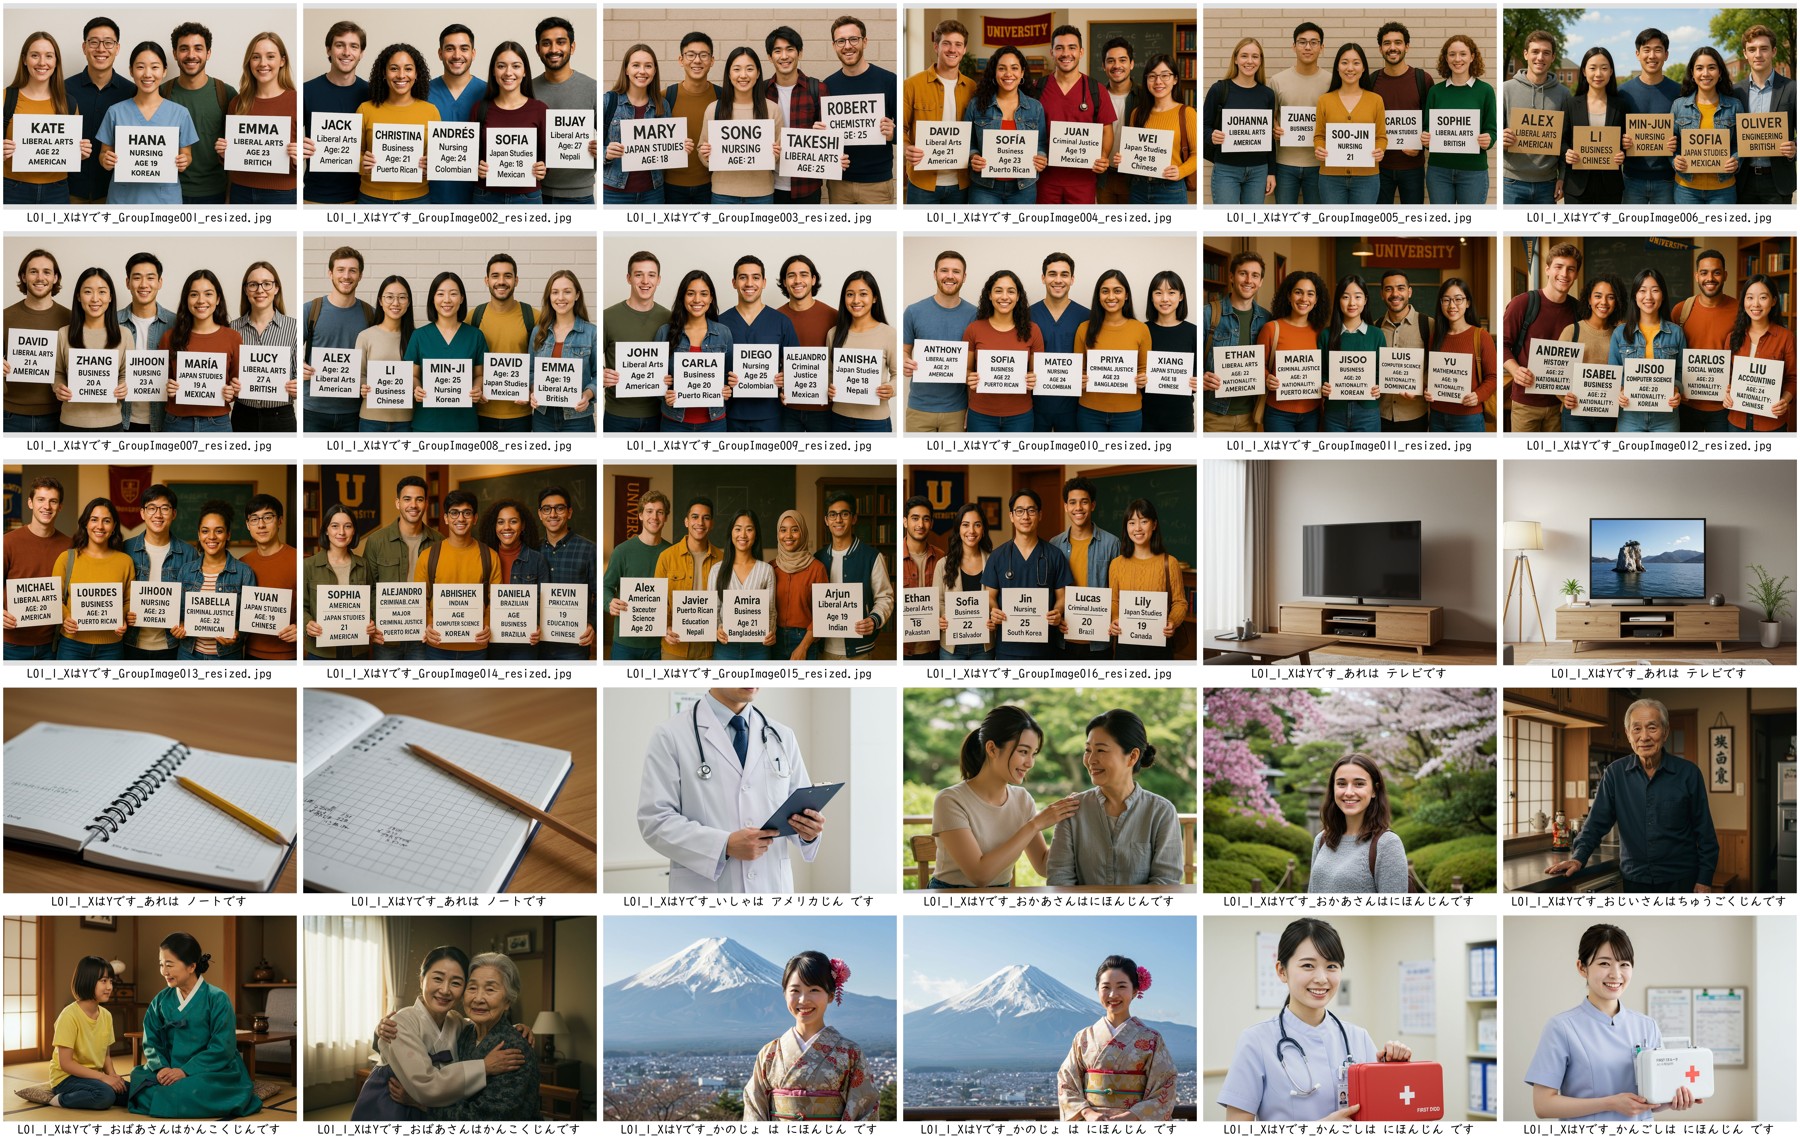 KATE
LIBERAL ARTS
AGE 22
AMERICAN
HANA
NURSING
AGE 19
KOREAN
EMMA
LIBERAL ARTS
AGE 23
BRITICH
L01_1_XはYです_GroupImage001_resized.jpg
JACK
Liberal Arts
Age: 22
American
CHRISTINA
Business
Age: 21
Puerto Rican
ANDRÉS
Nursing
Age: 24
Colombian
SOFIA
Japan Studies
Age: 18
Mexican
BIJAY
Liberal Arts
Age: 27
Nepali
L01_1_XはYです_GroupImage002_resized.jpg
MARY
JAPAN STUDIES
AGE: 18
SONG
NURSING
AGE: 21
TAKESHI
LIBERAL ARTS
AGE: 25
ROBERT
CHEMISTRY
GE: 25
L01_1_XはYです_GroupImage003_resized.jpg
UNIVERSITY
DAVID
Liberal Arts
Age 21
American
SOFÍA
Business
Age 23
Puerto Rican
JUAN
Criminal Justice
Age 19
Mexican
WEI
Japan Studies
Age 18
Chinese
L01_1_XはYです_GroupImage004_resized.jpg
JOHANNA
LIBERAL ARTS
AMERICAN
ZUANG
BUSINESS
20
SOO-JIN
NURSING
21
CARLOS
JAPAN STUDIES
22
SOPHIE
LIBERAL ARTS
BRITISH
L01_1_XはYです_GroupImage005_resized.jpg
ALEX
LIBERAL ARTS
AMERICAN
LI
BUSINESS
CHINESE
MIN-JUN
NURSING
KOREAN
SOFIA
JAPAN STUDIES
MEXICAN
OLIVER
ENGINEERING
BRITISH
L01_1_XはYです_GroupImage006_resized.jpg
DAVID
LIBERAL ARTS
21 A
AMERICAN
ZHANG
BUSINESS
20 A
CHINESE
JIHOON
NURSING
23 A
KOREAN
MARÍA
JAPAN STUDIES
19 A
MEXICAN
LUCY
LIBERAL ARTS
27 A
BRITISH
L01_1_XはYです_GroupImage007_resized.jpg
ALEX
Age: 22
Liberal Arts
American
LI
Age: 20
Business
Chinese
MIN-JI
Age: 25
Nursing
Korean
DAVID
Age: 23
Japan Studies
Mexican
EMMA
Age: 19
Liberal Arts
British
L01_1_XはYです_GroupImage008_resized.jpg
JOHN
Liberal Arts
Age 21
American
CARLA
Business
Age 20
Puerto Rican
DIEGO
Nursing
Age 25
Colombian
ALEJANDRO
Criminal
Justice
Age 23
Mexican
ANISHA
Japan Studies
Age 18
Nepal
L01_1_XはYです_GroupImage009_resized.jpg
ANTHONY
LIBERAL ARTS
AGE 21
AMERICAN
SOFIA
BUSINESS
AGE 22
PUERTO RICAN
MATEO
NURSING
AGE 24
COLOMBIAN
PRIYA
CRIMINAL JUSTICE
AGE 23
BANGLADESHI
XIANG
JAPAN STUDIES
AGE 18
CHINESE
L01_1_XはYです_GroupImage010_resized.jpg
UNIVERSITY
ETHAN
LIBERAL ARTS
AGE: 22
NATIONALITY:
AMERICAN
MARIA
CRIMINAL JUSTICE
AGE: 21
NATIONALITY:
PUERTO RICAN
JISOO
BUSINESS
AGE: 20
NATIONALITY:
KOREAN
LUIS
COMPUTER SCIENCE
AGE: 23
NATIONALITY:
DOMINICAN
YU
MATHEMATICS
AGE: 19
NATIONALITY:
CHINESE
L01_1_XはYです_GroupImage011_resized.jpg
UNIVERSITY
ANDREW
HISTORY
AGE: 22
NATIONALITY:
PUERTO RICAN
ISABEL
BUSINESS
AGE: 22
NATIONALITY:
AMERICAN
JISOO
COMPUTER SCIENCE
AGE: 20
NATIONALITY:
KOREAN
CARLOS
SOCIAL WORK
AGE: 23
NATIONALITY:
DOMINICAN
LIU
ACCOUNTING
AGE: 24
NATIONALITY:
CHINESE
L01_1_XはYです_GroupImage012_resized.jpg
MICHAEL
LIBERAL ARTS
AGE: 20
AMERICAN
LOURDES
BUSINESS
AGE: 21
PUERTO RICAN
JIHOON
NURSING
AGE: 23
KOREAN
ISABELLA
CRIMINAL JUSTICE
AGE: 22
DOMINICAN
YUAN
JAPAN STUDIES
AGE: 19
CHINESE
L01_1_XはYです_GroupImage013_resized.jpg
U
UNIVERSITY
SOPHIA
AMERICAN
JAPAN STUDIES
21
AMERICAN
ALEJANDRO
MAJOR
CRIMINAL JUSTICE
PUERTO RICAN
ABHISHEK
INDIAN
AGE
COMPUTER SCIENCE
KOREAN
DANIELA
BRAZILIAN
AGE
BUSINESS
BRAZILIA
KEVIN
PAKICATAN
19
EDUCATION
CHINESE
L01_1_XはYです_GroupImage014_resized.jpg
UNIVERS
Alex
American
Sxceuter
Science
Age 20
Javier
Puerto Rican
Education
Nepali
Amira
Business
Age 21
Bangladeskhi
Arjun
Liberal Arts
Age 19
Indian
L01_1_XはYです_GroupImage015_resized.jpg
U
Ethan
Liberal Arts
18
Pakastan
Sofia
Business
22
El Salvador
Jin
Nursing
25
South Korea
Lucas
Criminal Justice
20
Brazil
Lily
Japan Studies
19
Canada
L01_1_XはYです_GroupImage016_resized.jpg
L01_1_XはYです_あれは テレビです
L01_1_XはYです_あれは テレビです
L01_1_XはYです_あれは ノートです
L01_1_XはYです_あれは ノートです
L01_1_XはYです_いしゃは アメリカじん です
L01_1_XはYです_おかあさんはにほんじんです
L01_1_XはYです_おかあさんはにほんじんです
L01_1_XはYです_おじいさんはちゅうごくじんです
L01_1_XはYです_おばあさんはかんこくじんです
L01_1_XはYです_おばあさんはかんこくじんです
L01_1_XはYです_かのじょ は にほんじん です
L01_1_XはYです_かのじょ は にほんじん です
FIRST DIOO
L01_1_XはYです_かんごしは にほんじん です
L01_1_XはYです_かんごしは にほんじん です